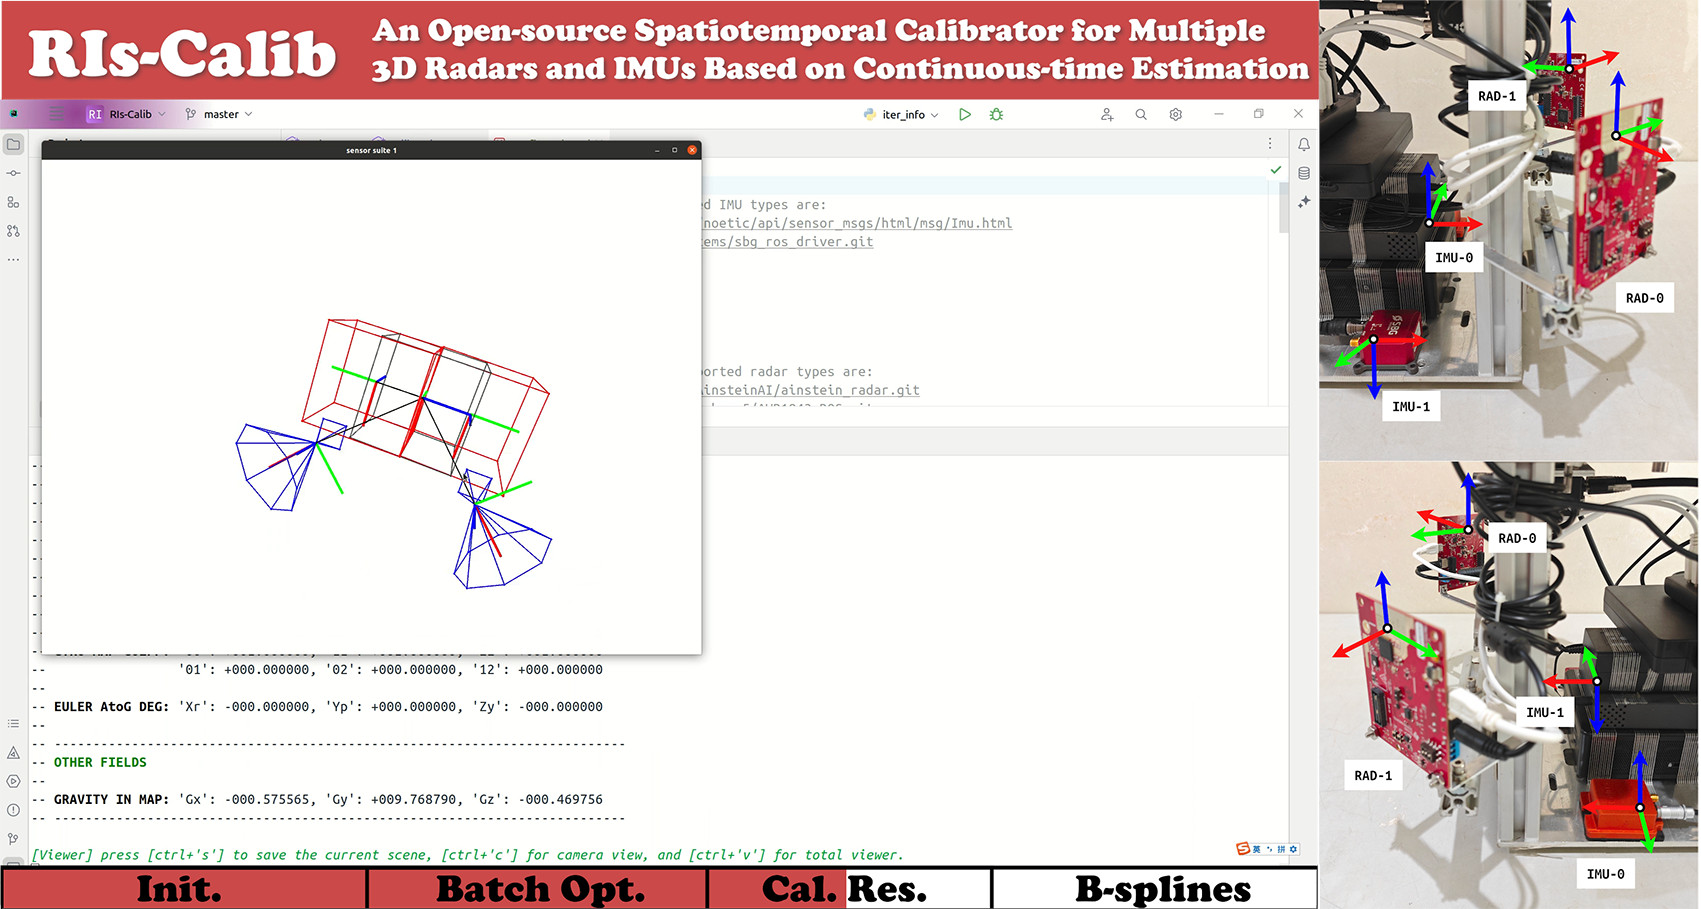 RIs-Calib
An Open-source Spatiotemporal Calibrator for Multiple
3D Radars and IMUs Based on Continuous-time Estimation
RI RIs-Calib master iter_info
sensor suite 1
ed IMU types are:
noetic/api/sensor_msgs/html/msg/Imu.html
ems/sbg_ros_driver.git
orted radar types are:
AinsteinAI/ainstein_radar.git
-- '01': +000.000000, '02': +000.000000, '12': +000.000000
--
-- EULER AtoG DEG: 'Xr': -000.000000, 'Yp': +000.000000, 'Zy': -000.000000
--
-- ----------------------------------------------------------------------
-- OTHER FIELDS
--
-- GRAVITY IN MAP: 'Gx': -000.575565, 'Gy': +009.768790, 'Gz': -000.469756
-- ----------------------------------------------------------------------
[Viewer] press [ctrl+'s'] to save the current scene, [ctrl+'c'] for camera view, and [ctrl+'v'] for total viewer.
S 英 拼
Init.
Batch Opt.
Cal. Res.
B-splines
RAD-1
IMU-0
RAD-0
SBG
IMU-1
RAD-0
IMU-1
RAD-1
IMU-0